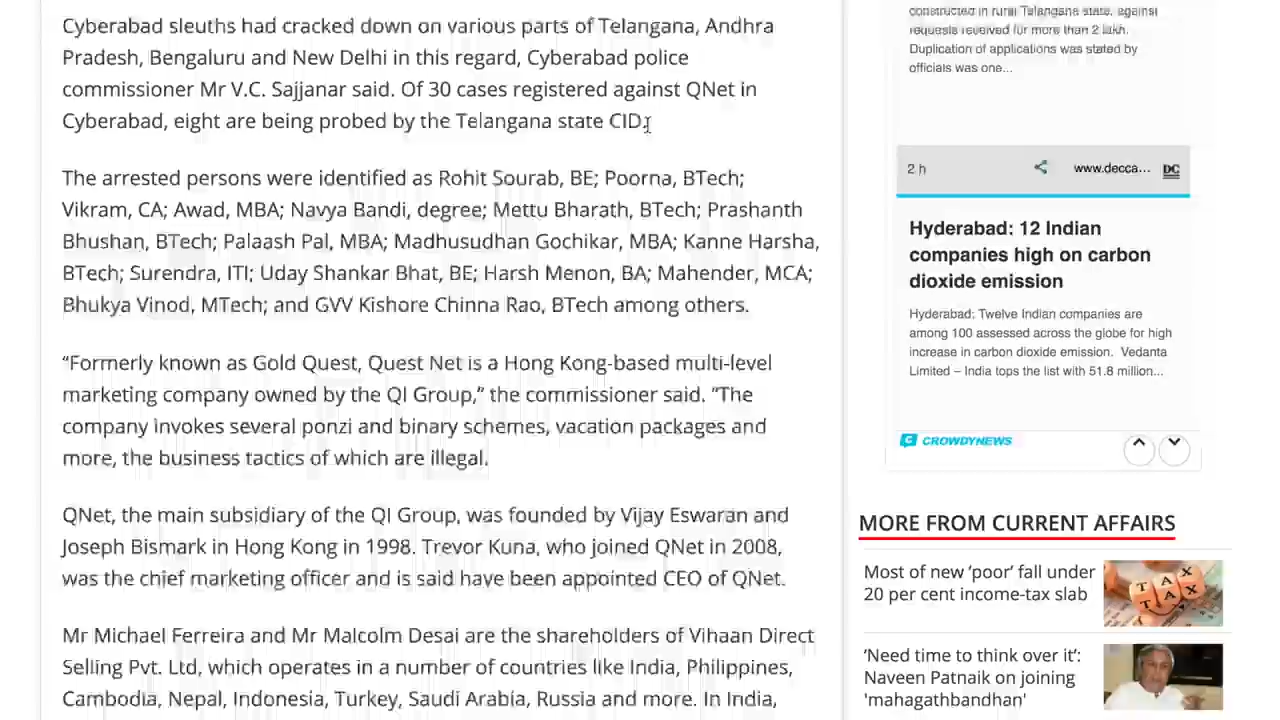 Cyberabad sleuths had cracked down on various parts of Telangana, Andhra
Pradesh, Bengaluru and New Delhi in this regard, Cyberabad police
commissioner Mr V.C. Sajjanar said. Of 30 cases registered against QNet in
Cyberabad, eight are being probed by the Telangana state CID.
The arrested persons were identified as Rohit Sourab, BE; Poorna, BTech;
Vikram, CA; Awad, MBA; Navya Bandi, degree; Mettu Bharath, BTech; Prashanth
Bhushan, BTech; Palaash Pal, MBA; Madhusudhan Gochikar, MBA; Kanne Harsha,
BTech; Surendra, ITI; Uday Shankar Bhat, BE; Harsh Menon, BA; Mahender, MCA;
Bhukya Vinod, MTech; and GVV Kishore Chinna Rao, BTech among others.
“Formerly known as Gold Quest, Quest Net is a Hong Kong-based multi-level
marketing company owned by the QI Group,” the commissioner said. “The
company invokes several ponzi and binary schemes, vacation packages and
more, the business tactics of which are illegal.
QNet, the main subsidiary of the QI Group, was founded by Vijay Eswaran and
Joseph Bismark in Hong Kong in 1998. Trevor Kuna, who joined QNet in 2008,
was the chief marketing officer and is said have been appointed CEO of QNet.
Mr Michael Ferreira and Mr Malcolm Desai are the shareholders of Vihaan Direct
Selling Pvt. Ltd, which operates in a number of countries like India, Philippines,
Cambodia, Nepal, Indonesia, Turkey, Saudi Arabia, Russia and more. In India,
constructed in rural Telangana state, against
requests received for more than 2 lakh.
Duplication of applications was stated by
officials was one...
2 h www.decca... DC
Hyderabad: 12 Indian
companies high on carbon
dioxide emission
Hyderabad: Twelve Indian companies are
among 100 assessed across the globe for high
increase in carbon dioxide emission. Vedanta
Limited – India tops the list with 51.8 million...
CROWDYNEWS
MORE FROM CURRENT AFFAIRS
Most of new ‘poor’ fall under
20 per cent income-tax slab
TAX
TAX
‘Need time to think over it’:
Naveen Patnaik on joining
'mahagathbandhan'